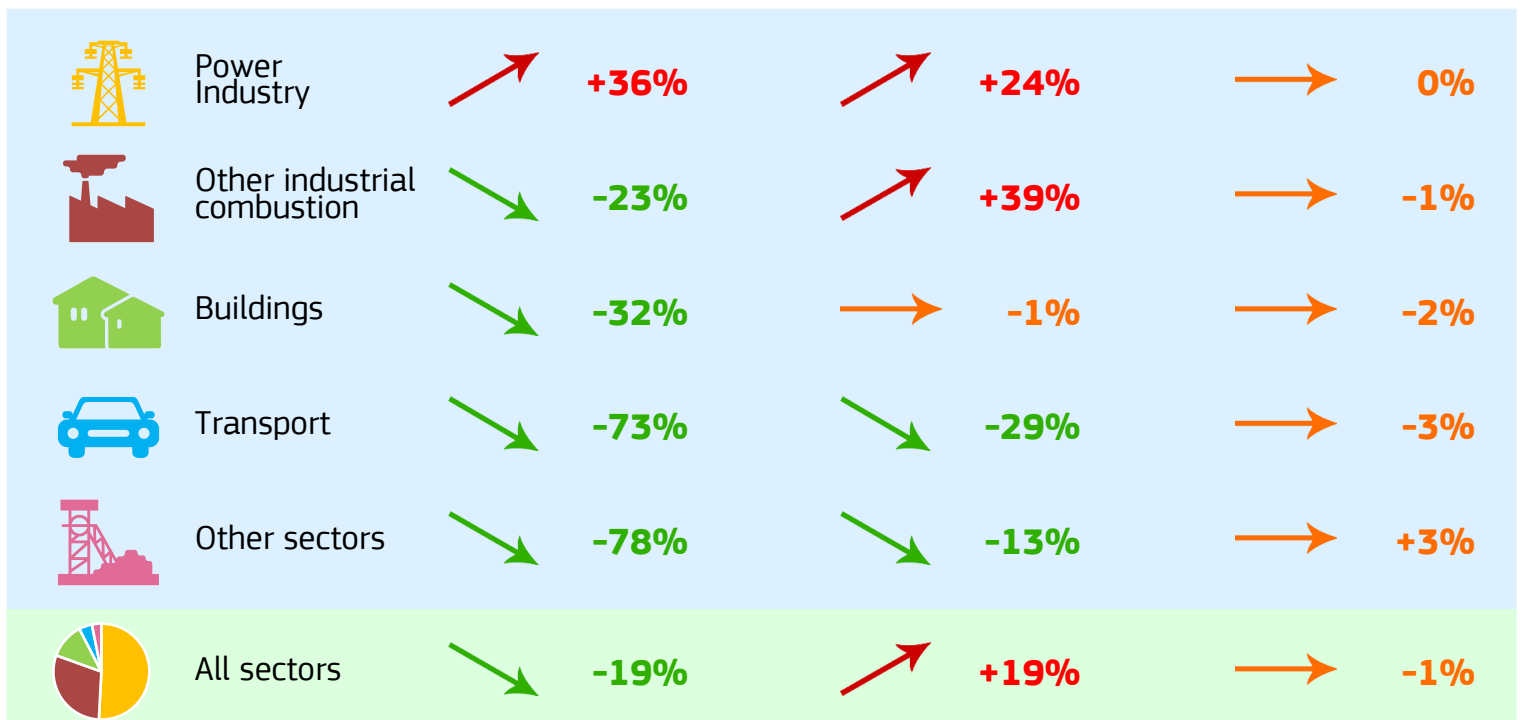 Power
Industry
+36%
+24%
0%
Other industrial
combustion
-23%
+39%
-1%
Buildings
-32%
-1%
-2%
Transport
-73%
-29%
-3%
Other sectors
-78%
-13%
+3%
All sectors
-19%
+19%
-1%